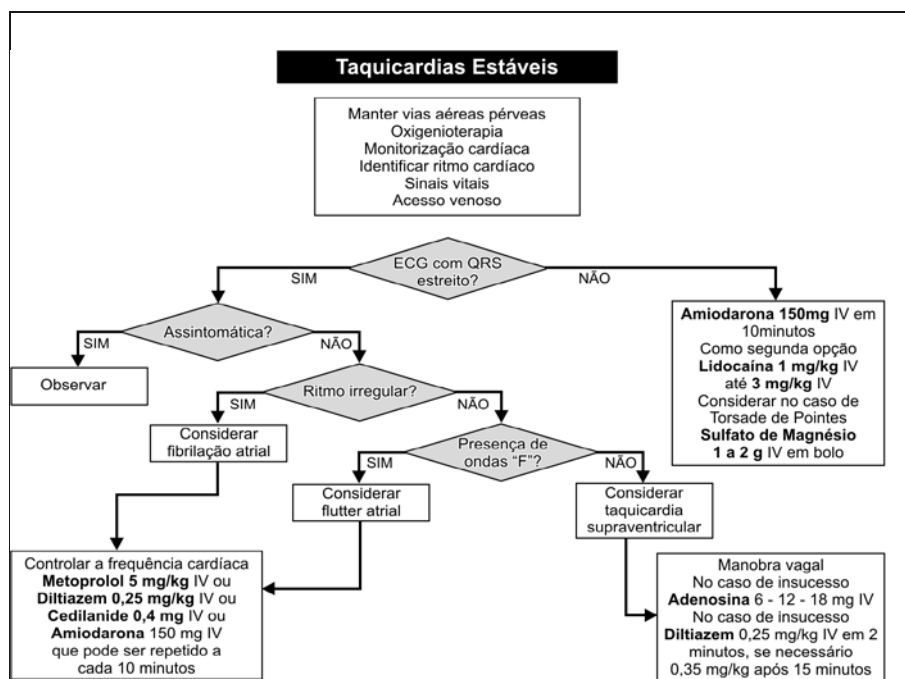 Taquicardias Estáveis
Manter vias aéreas pérveas
Oxigenioterapia
Monitorização cardíaca
Identificar ritmo cardíaco
Sinais vitais
Acesso venoso
ECG com QRS
estreito?
SIM
NÃO
Assintomática?
SIM
NÃO
Observar
Amiodarona 150mg IV em
10minutos
Como segunda opção
Lidocaína 1 mg/kg IV
até 3 mg/kg IV
Considerar no caso de
Torsade de Pointes
Sulfato de Magnésio
1 a 2 g IV em bolo
Ritmo irregular?
SIM
NÃO
Considerar
fibrilação atrial
Presença de
ondas “F”?
SIM
NÃO
Considerar
flutter atrial
Considerar
taquicardia
supraventricular
Controlar a frequência cardíaca
Metoprolol 5 mg/kg IV ou
Diltiazem 0,25 mg/kg IV ou
Cedilanide 0,4 mg IV ou
Amiodarona 150 mg IV
que pode ser repetido a
cada 10 minutos
Manobra vagal
No caso de insucesso
Adenosina 6 - 12 - 18 mg IV
No caso de insucesso
Diltiazem 0,25 mg/kg IV em 2
minutos, se necessário
0,35 mg/kg após 15 minutos